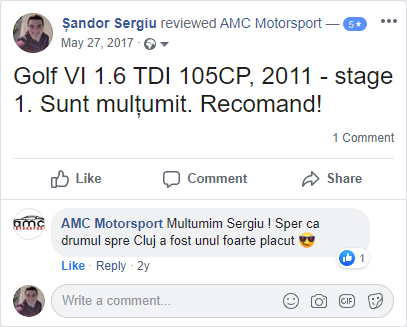 Șandor Sergiu reviewed AMC Motorsport — 5★
May 27, 2017 ·
Golf VI 1.6 TDI 105CP, 2011 - stage
1. Sunt mulțumit. Recomand!
1 Comment
Like Comment Share
amc
AMC Motorsport Multumim Sergiu ! Sper ca
drumul spre Cluj a fost unul foarte placut 😎
1
Like · Reply · 2y
Write a comment...
GIF